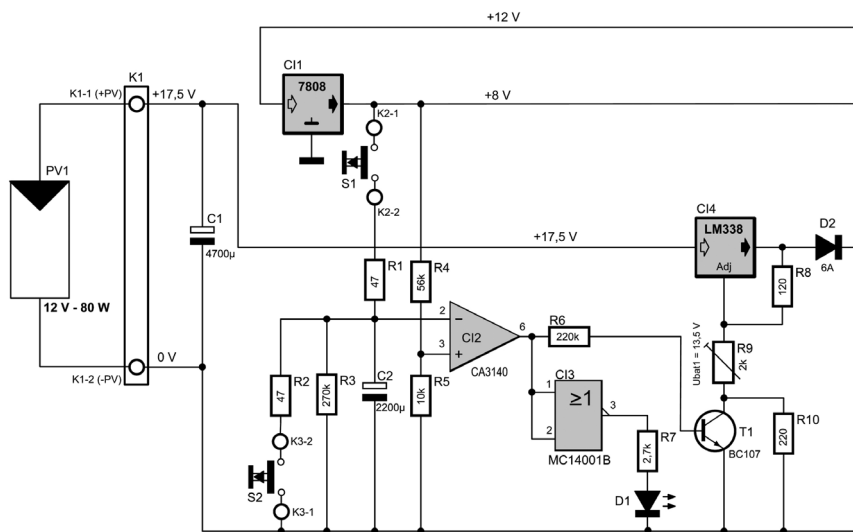 +12 V
CI1
7808
K1
K1-1 (+PV)
+17,5 V
+8 V
K2-1
S1
K2-2
PV1
12 V - 80 W
C1
4700µ
+17,5 V
CI4
LM338
Adj
D2
6A
R8
120
R1
47
R4
56k
2
−
CI2
3
+
CA3140
6
R6
220k
Ubat1 = 13,5 V
R9
2k
0 V
K1-2 (-PV)
R2
47
R3
270k
C2
2200µ
R5
10k
CI3
1
≥1
3
2
MC14001B
R7
2,7k
T1
BC107
R10
220
K3-2
S2
K3-1
D1